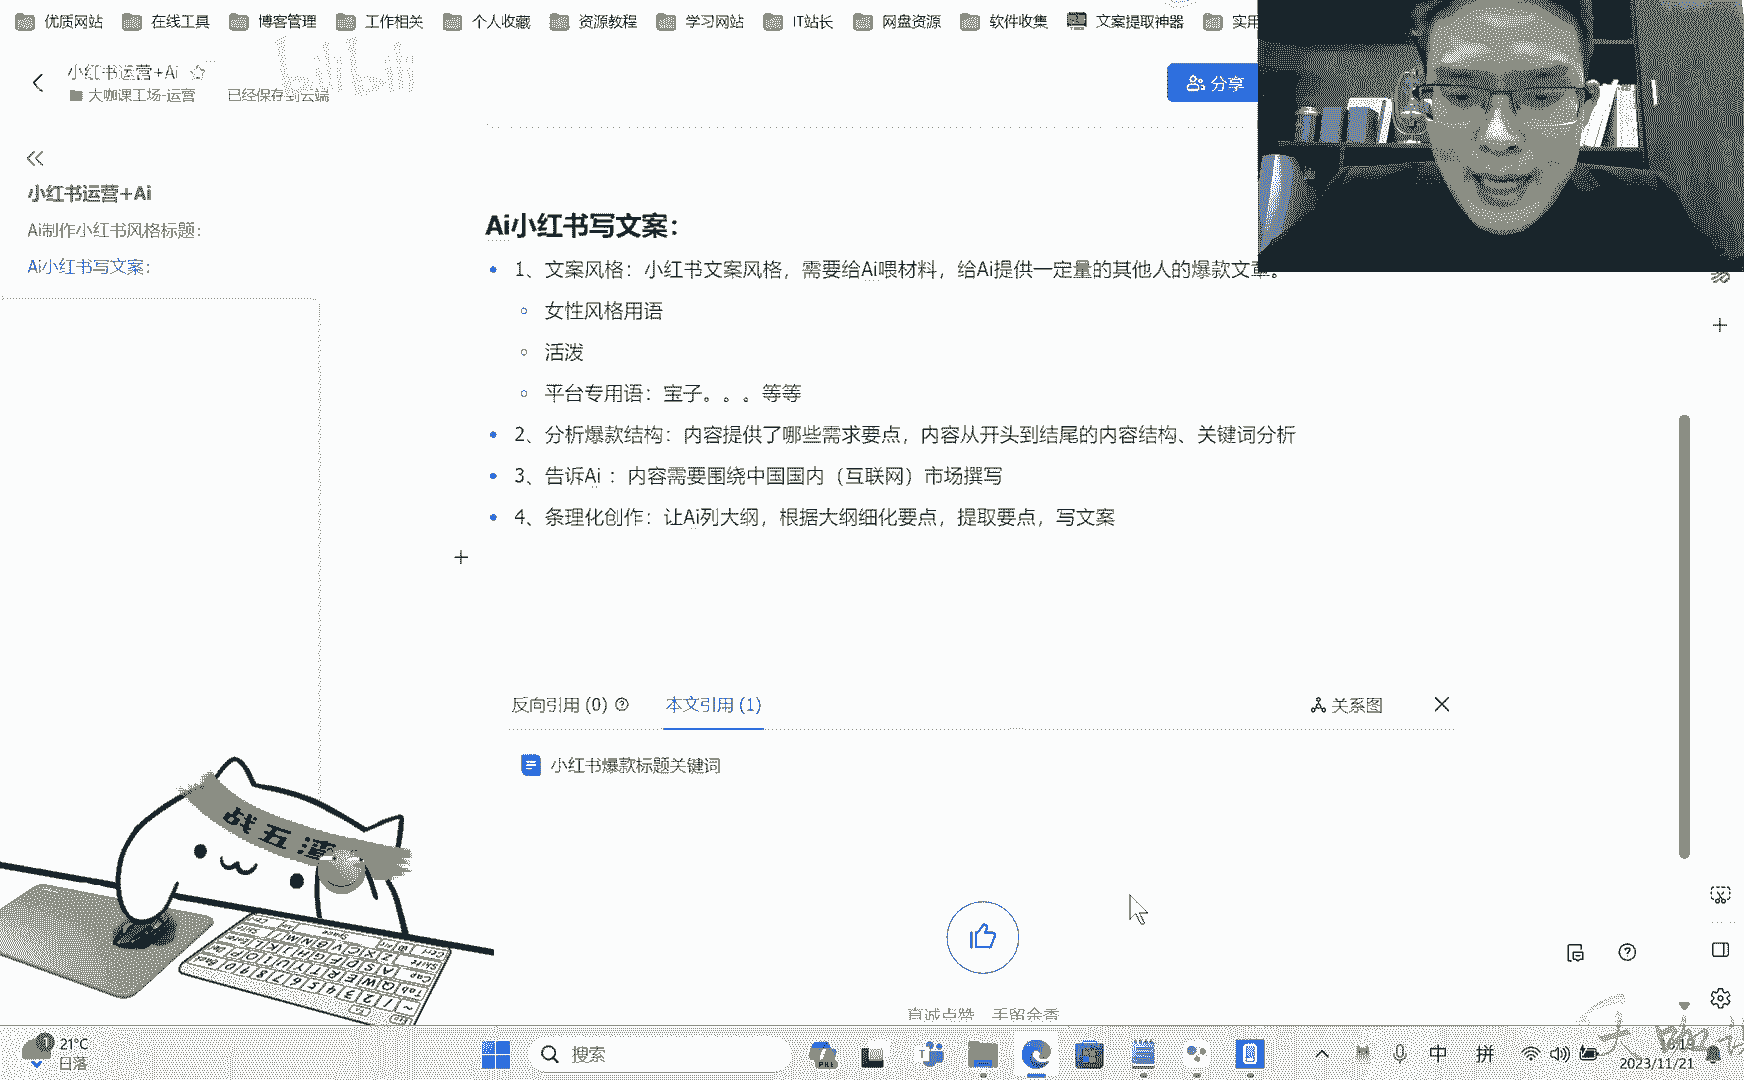 优质网站 在线工具 博客管理 工作相关 个人收藏 资源教程 学习网站 IT站长 网盘资源 软件收集 文案提取神器 实用
bilibili
小红书运营+Ai
大咖课工场-运营 已经保存到云端
分享
小红书运营+Ai
Ai制作小红书风格标题：
Ai小红书写文案：
Ai小红书写文案：
1、文案风格：小红书文案风格，需要给Ai喂材料，给Ai提供一定量的其他人的爆款文章。
女性风格用语
活泼
平台专用语：宝子。。。等等
2、分析爆款结构：内容提供了哪些需求要点，内容从开头到结尾的内容结构、关键词分析
3、告诉Ai ：内容需要围绕中国国内（互联网）市场撰写
4、条理化创作：让Ai列大纲，根据大纲细化要点，提取要点，写文案
反向引用 (0) 本文引用 (1) 关系图
小红书爆款标题关键词
战五渣
真诚点赞，手留余香
21°C
日落
搜索
中 拼
2023/11/21